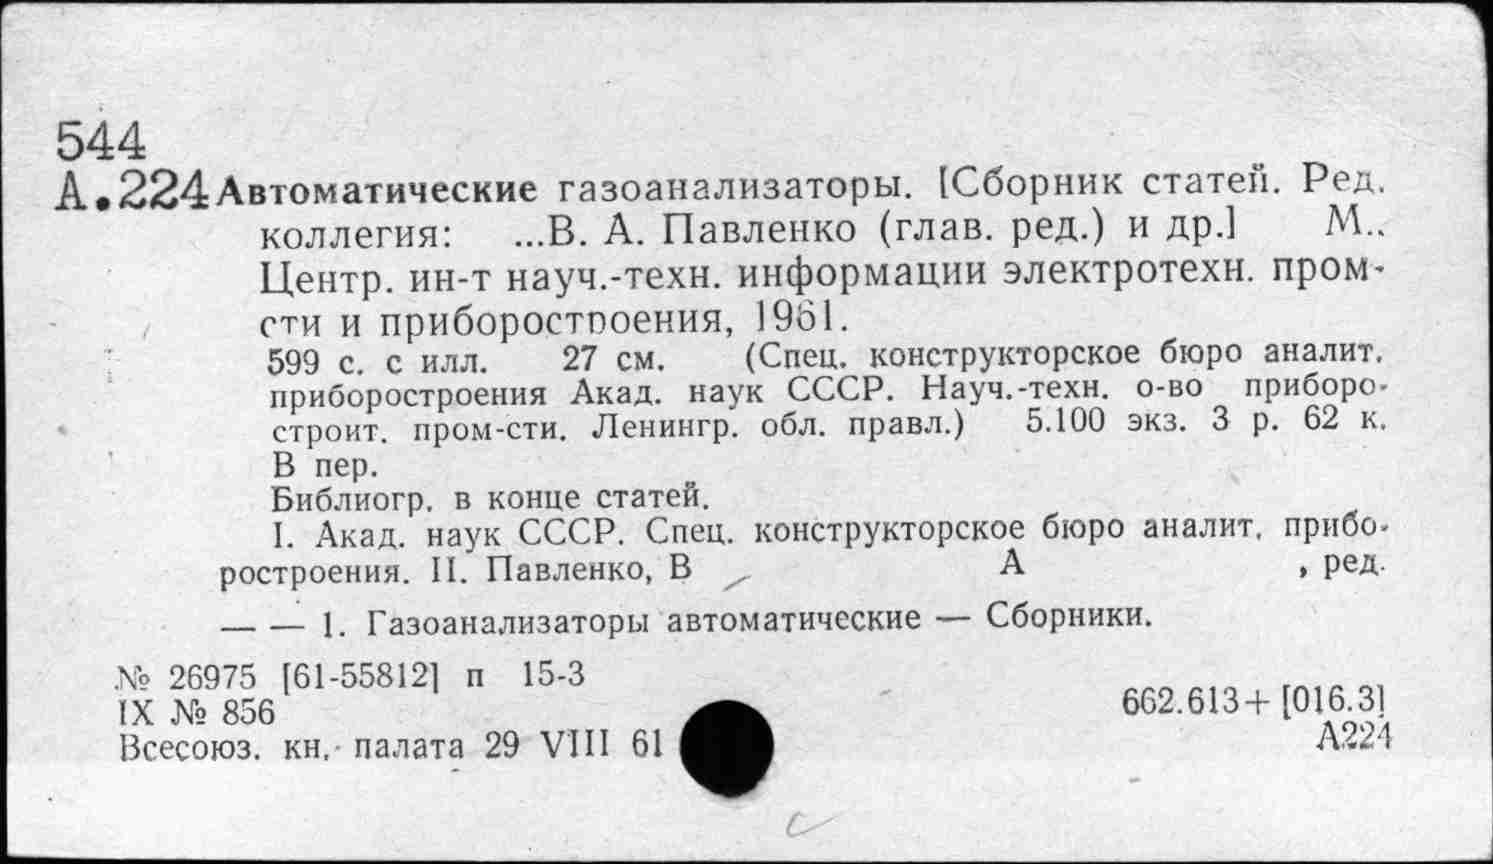 544
А.224 Автоматические газоанализаторы. [Сборник статей. Ред.
коллегия: ...В. А. Павленко (глав. ред.) и др.] М.,
Центр. ин-т науч.-техн. информации электротехн. пром-
сти и приборостроения, 1961.
599 с. с илл. 27 см. (Спец. конструкторское бюро аналит.
приборостроения Акад. наук СССР. Науч.-техн. о-во приборо-
строит. пром-сти. Ленингр. обл. правл.) 5.100 экз. 3 р. 62 к.
В пер.
Библиогр. в конце статей.
I. Акад. наук СССР. Спец. конструкторское бюро аналит. прибо-
ростроения. II. Павленко, В А , ред.
— — 1. Газоанализаторы автоматические — Сборники.
№ 26975 [61-55812] п 15-3
IX № 856
662.613+[016.3]
Всесоюз. кн. палата 29 VIII 61
А224